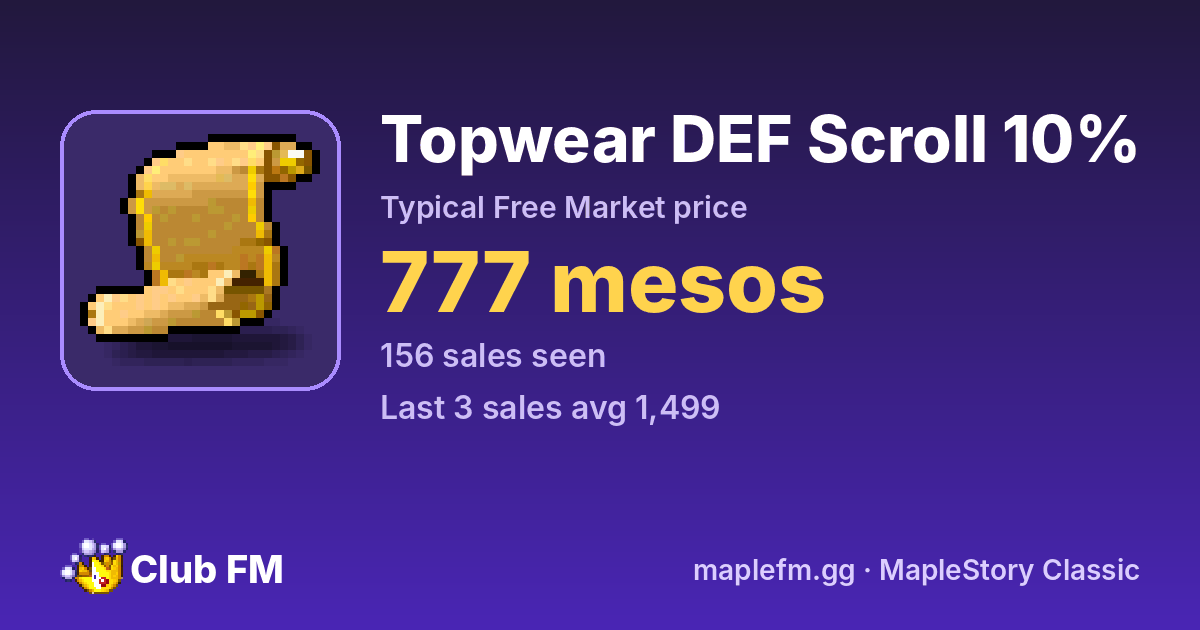 Topwear DEF Scroll 10%
Typical Free Market price
777 mesos
156 sales seen
Last 3 sales avg 1,499
Club FM
maplefm.gg · MapleStory Classic